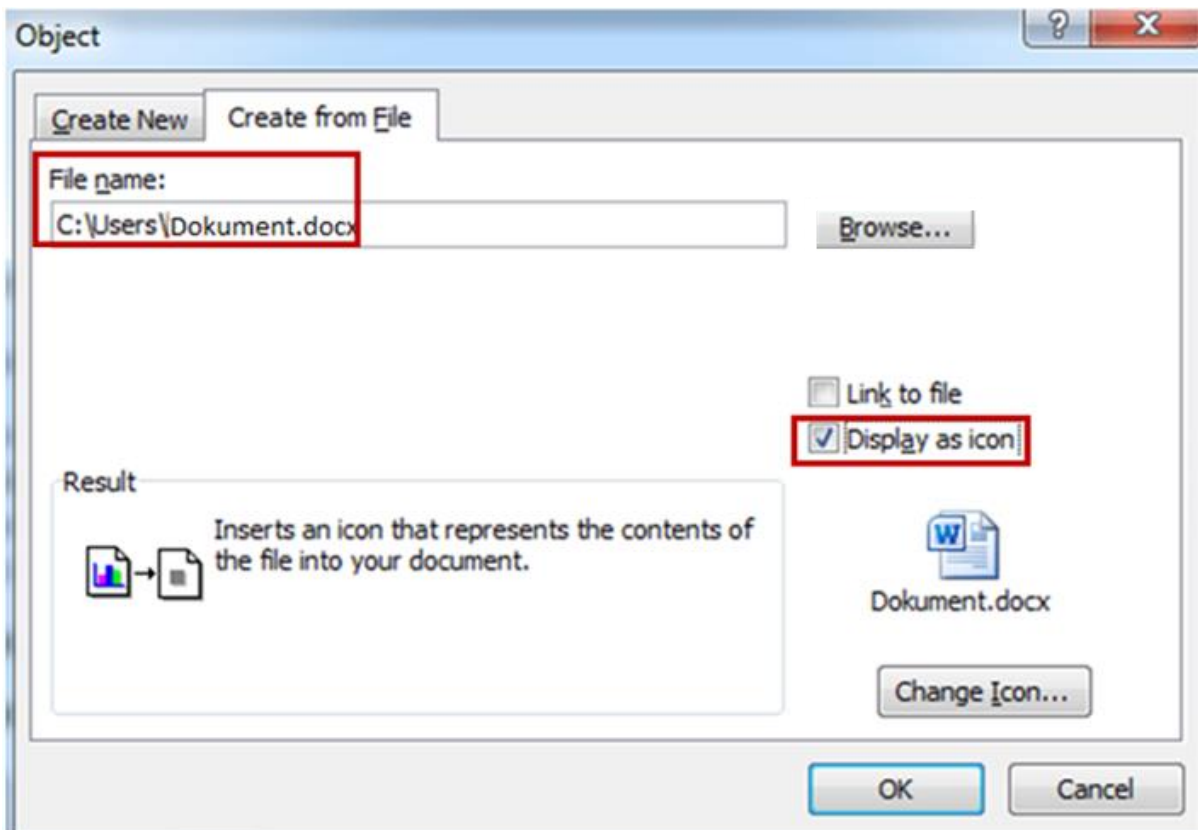 Object
Create New
Create from File
File name:
C:\Users\\Dokument.docx
Browse...
Link to file
Display as icon
Result
Inserts an icon that represents the contents of
the file into your document.
Dokument.docx
Change Icon...
OK
Cancel